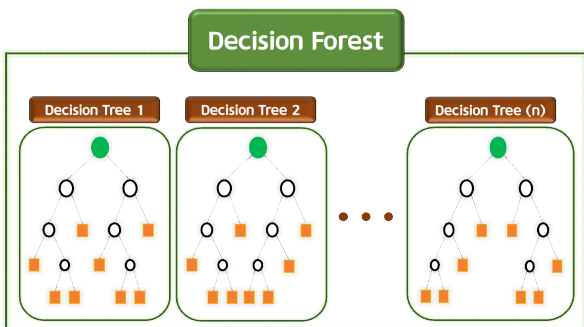 Decision Forest
Decision Tree 1
Decision Tree 2
Decision Tree (n)